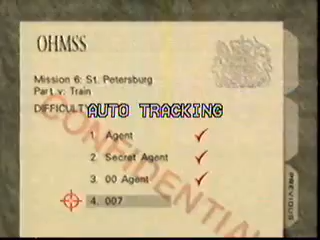 OHMSS
Mission 6: St. Petersburg
Part v: Train
DIFFICULTY
AUTO TRACKING
1. Agent
2. Secret Agent
3. 00 Agent
4. 007
CONFIDENTIAL
PREVIOUS